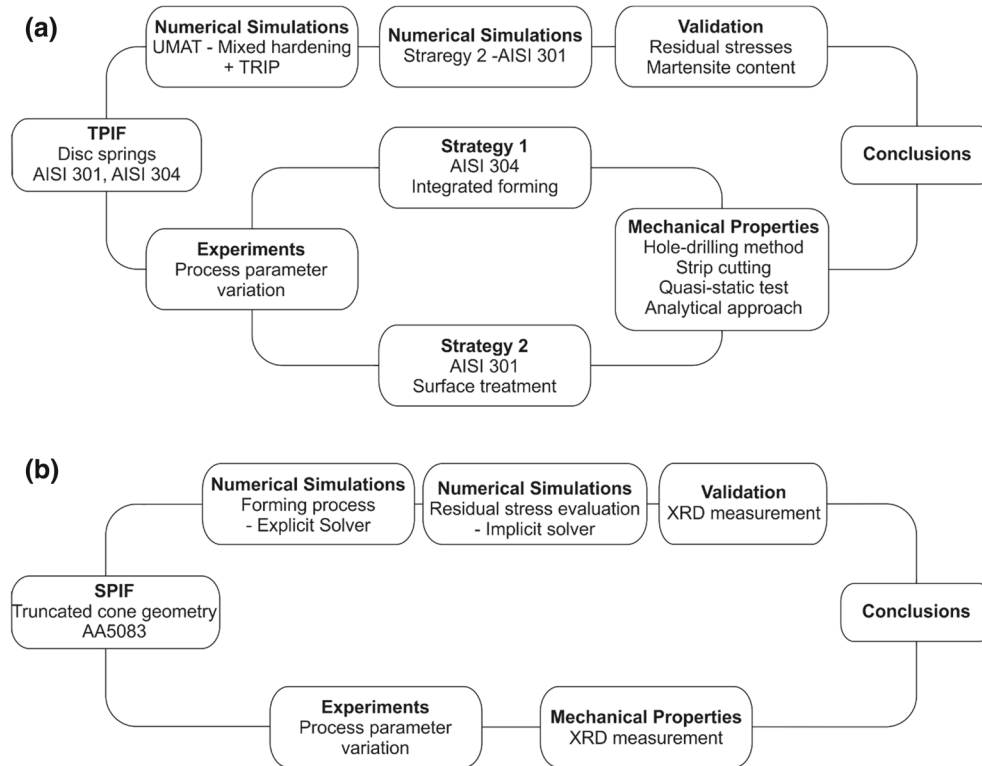 (a)
Numerical Simulations
UMAT - Mixed hardening
+ TRIP
Numerical Simulations
Straregy 2 -AISI 301
Validation
Residual stresses
Martensite content
TPIF
Disc springs
AISI 301, AISI 304
Strategy 1
AISI 304
Integrated forming
Conclusions
Experiments
Process parameter
variation
Mechanical Properties
Hole-drilling method
Strip cutting
Quasi-static test
Analytical approach
Strategy 2
AISI 301
Surface treatment
(b)
Numerical Simulations
Forming process
- Explicit Solver
Numerical Simulations
Residual stress evaluation
- Implicit solver
Validation
XRD measurement
SPIF
Truncated cone geometry
AA5083
Conclusions
Experiments
Process parameter
variation
Mechanical Properties
XRD measurement